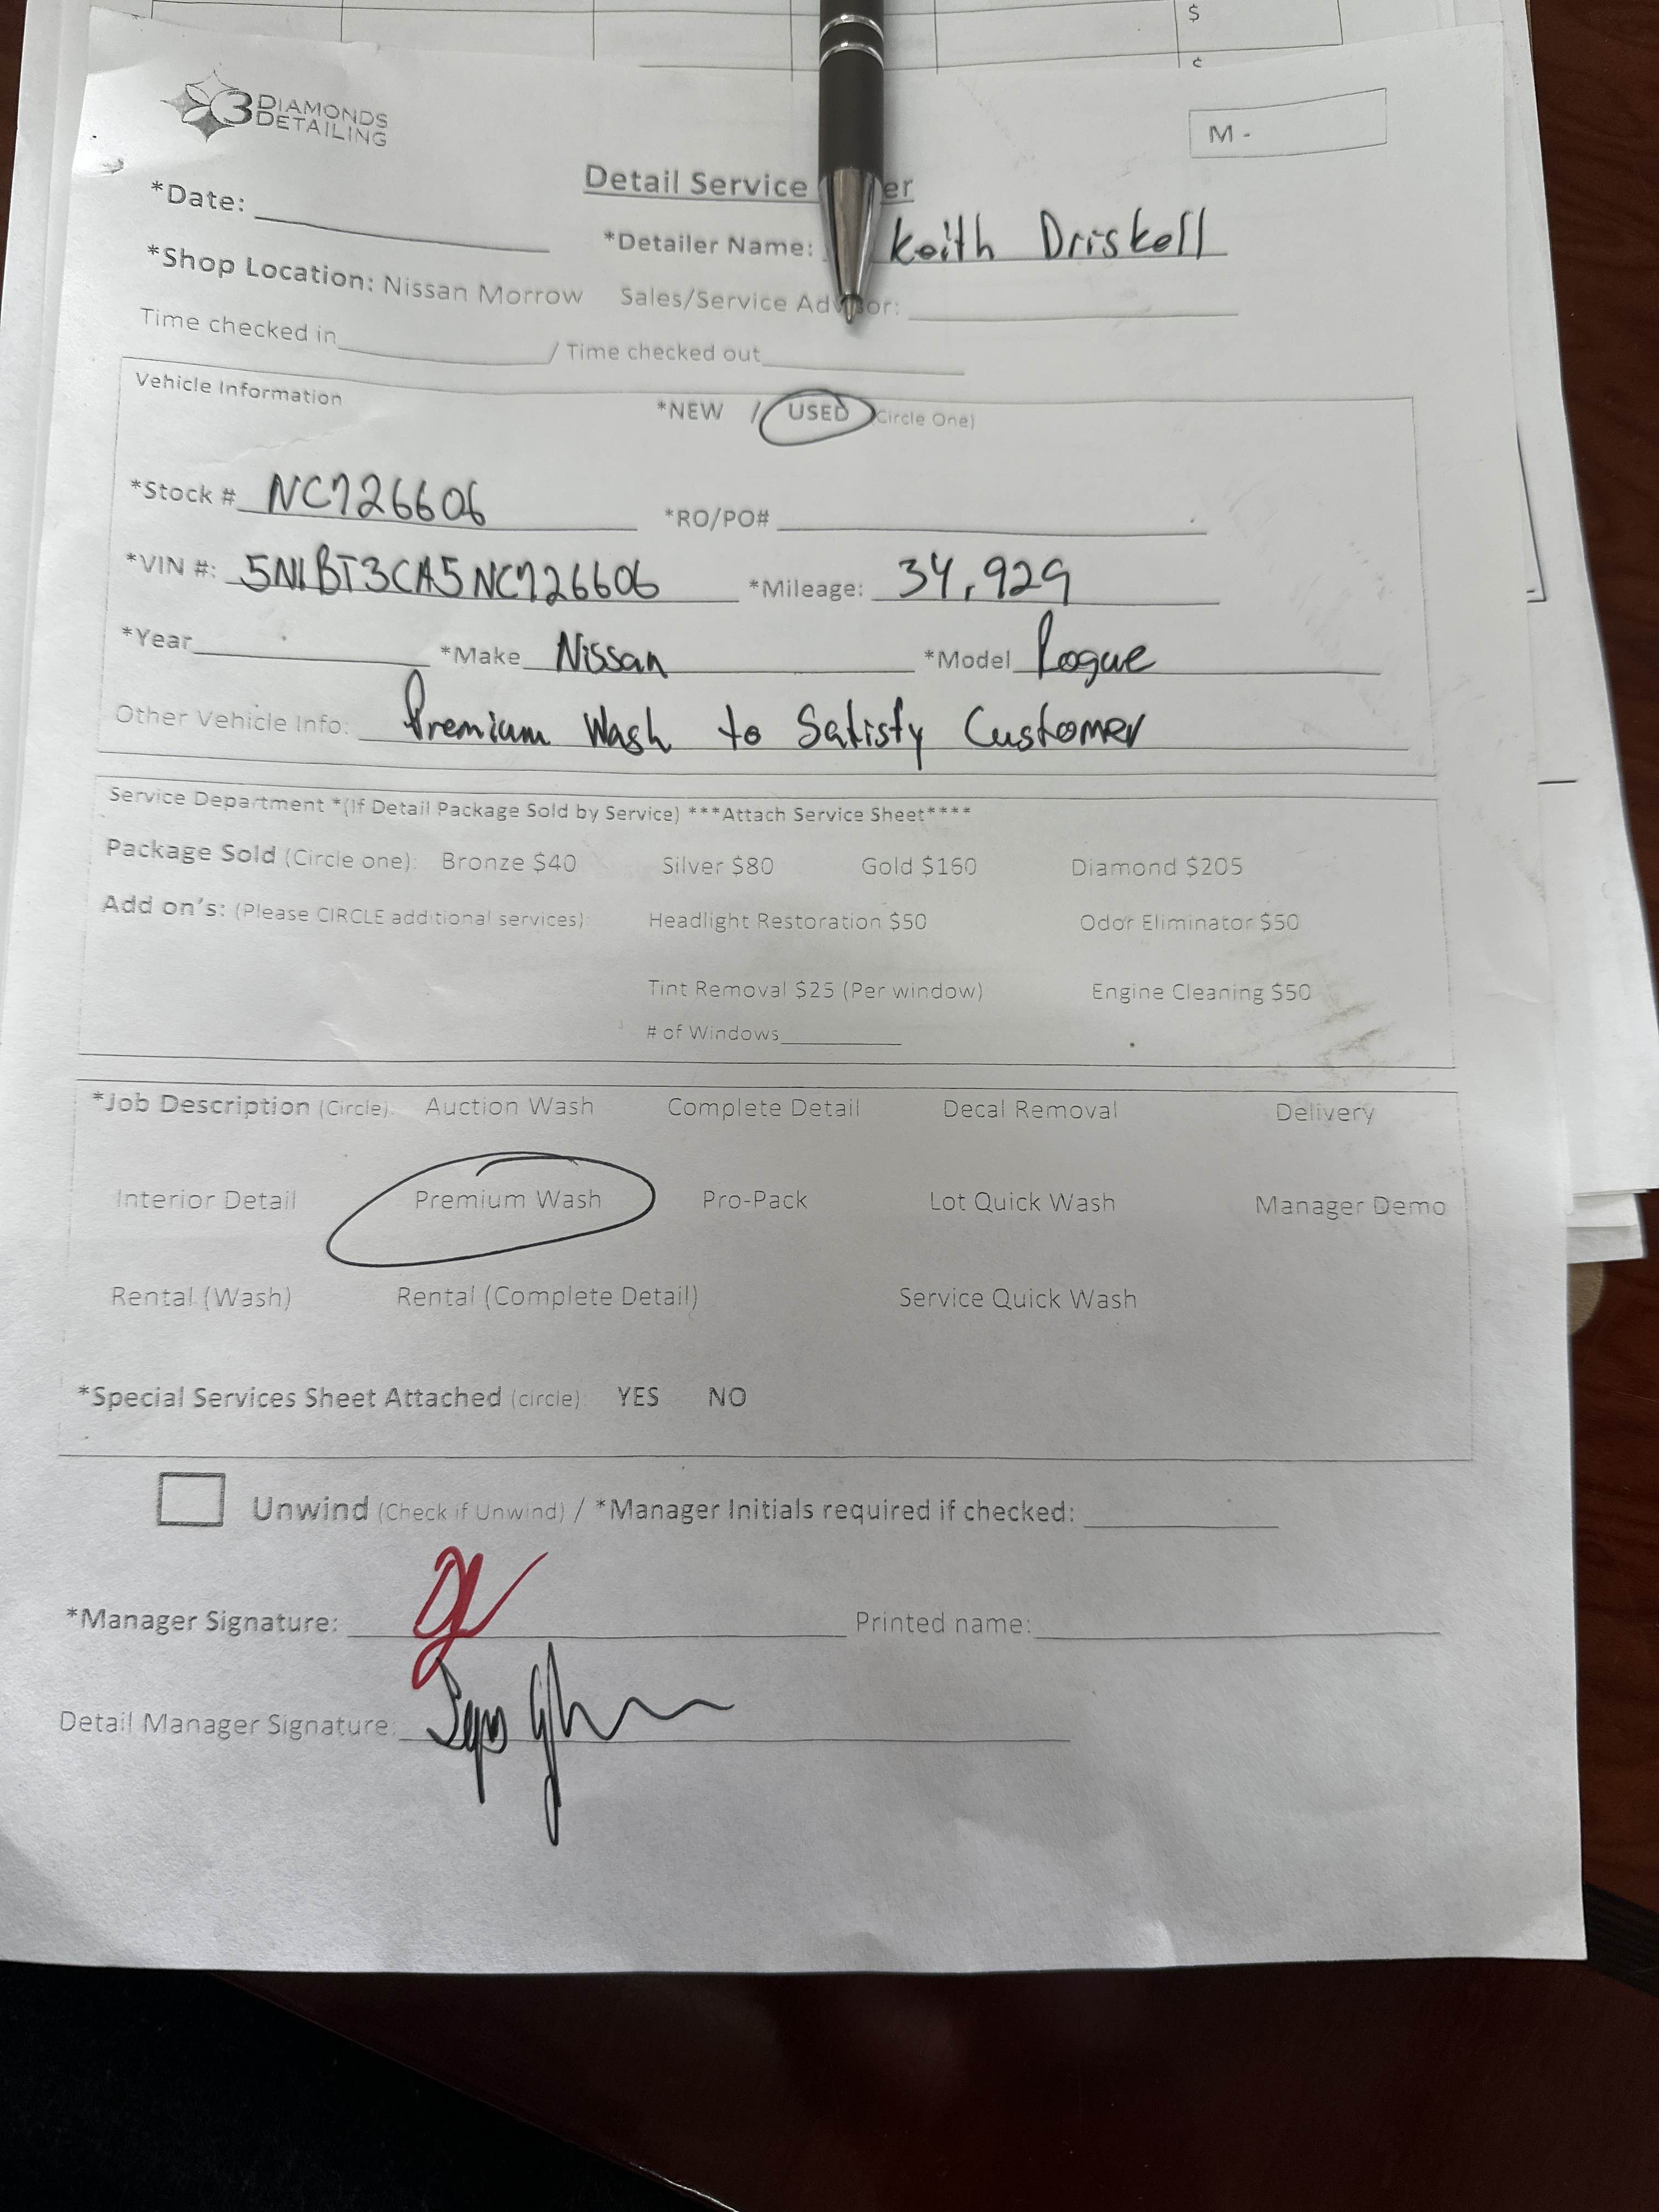 $
¢
3 DIAMONDS DETAILING
M -
Detail Service
*Date:
*Detailer Name: Keith Driskell
*Shop Location: Nissan Morrow Sales/Service Advisor:
Time checked in / Time checked out
Vehicle Information
*NEW / USED (Circle One)
*Stock # NC726606 *RO/PO#
*VIN #: 5N1BT3CA5NC726606 *Mileage: 34,929
*Year *Make Nissan *Model Rogue
Other Vehicle Info: Premium Wash to Satisfy Customer
Service Department *(If Detail Package Sold by Service) ***Attach Service Sheet****
Package Sold (Circle one): Bronze $40 Silver $80 Gold $160 Diamond $205
Add on's: (Please CIRCLE additional services): Headlight Restoration $50 Odor Eliminator $50
Tint Removal $25 (Per window) Engine Cleaning $50
# of Windows
*Job Description (Circle): Auction Wash Complete Detail Decal Removal Delivery
Interior Detail Premium Wash Pro-Pack Lot Quick Wash Manager Demo
Rental (Wash) Rental (Complete Detail) Service Quick Wash
*Special Services Sheet Attached (circle): YES NO
Unwind (Check if Unwind) / *Manager Initials required if checked:
*Manager Signature: Printed name:
Detail Manager Signature: